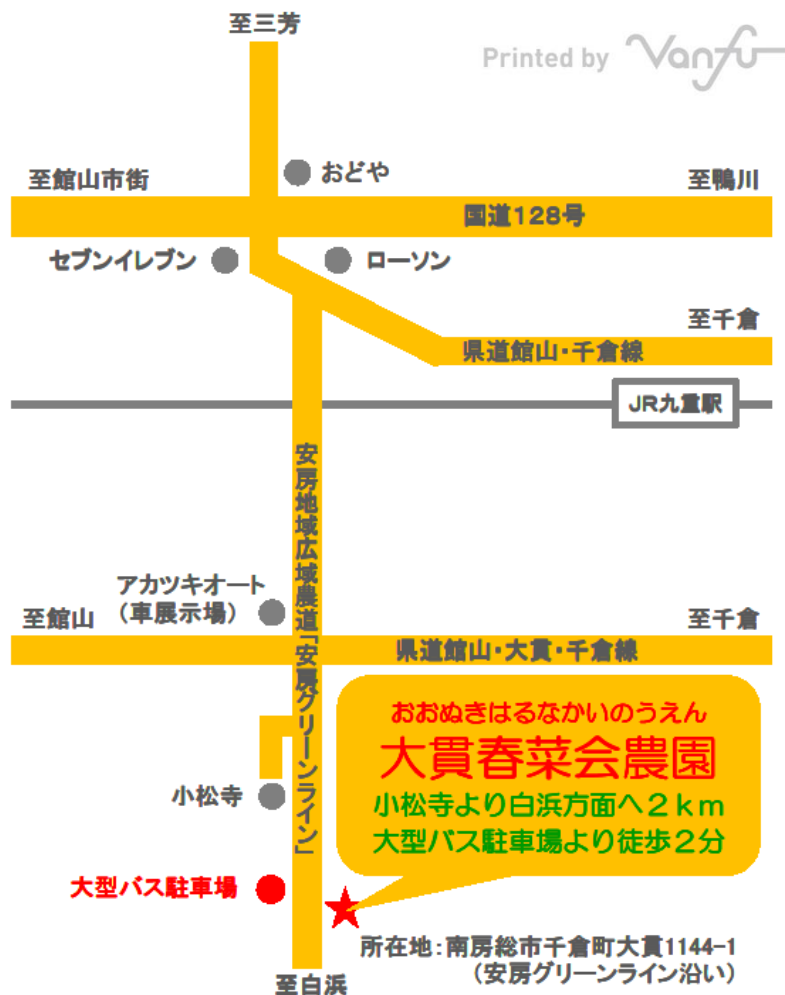 至三芳
Printed by Vanfu
おどや
至館山市街
至鴨川
国道128号
セブンイレブン
ローソン
至千倉
県道館山・千倉線
JR九重駅
安房地域広域農道「安房グリーンライン」
アカツキオート
(車展示場)
至館山
至千倉
県道館山・大貫・千倉線
おおぬきはるなかいのうえん
大貫春菜会農園
小松寺より白浜方面へ2km
大型バス駐車場より徒歩2分
小松寺
大型バス駐車場
所在地:南房総市千倉町大貫1144-1
(安房グリーンライン沿い)
至白浜